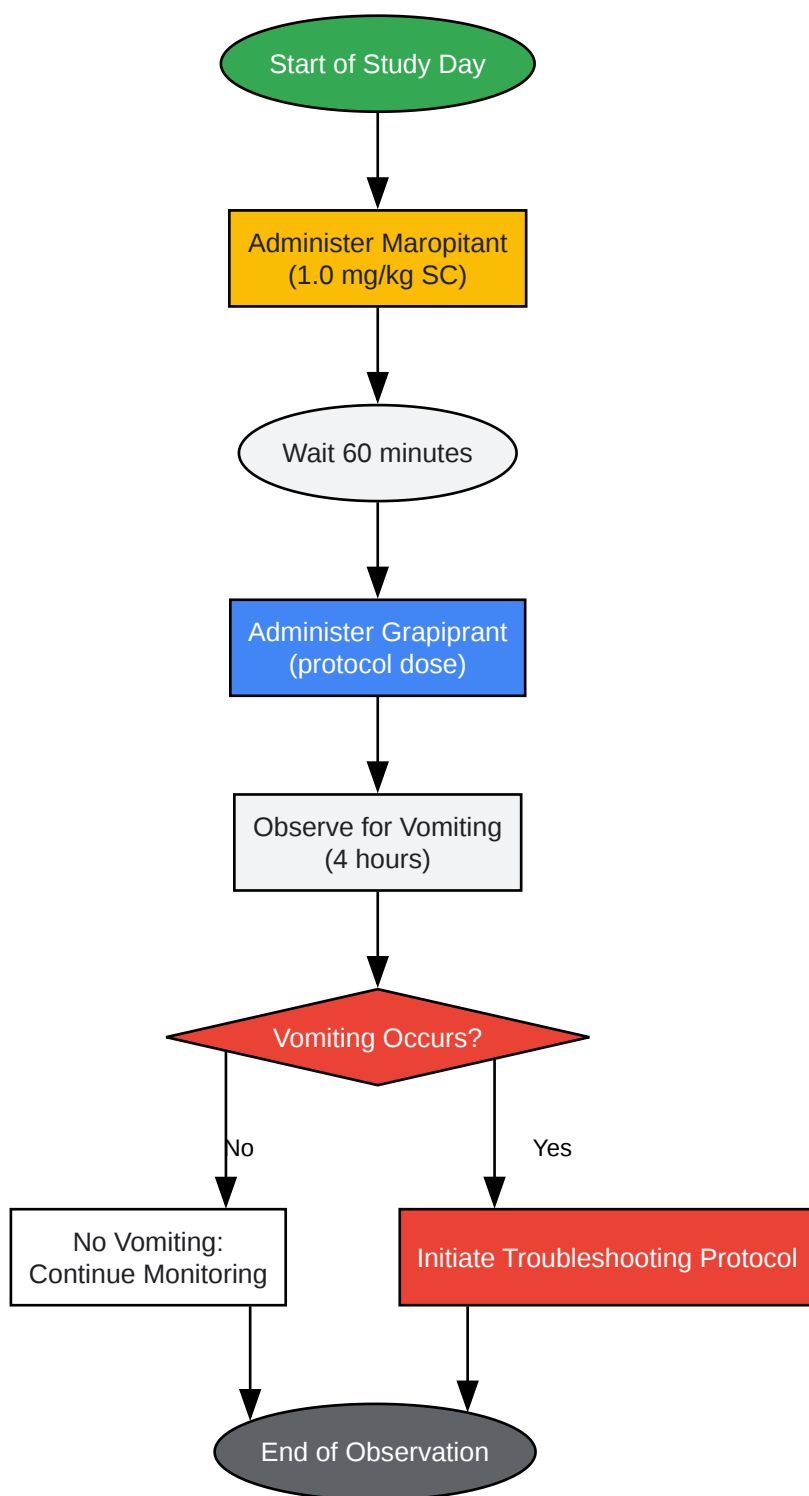 Start of Study Day
Administer Maropitant
(1.0 mg/kg SC)
Wait 60 minutes
Administer Grapiprant
(protocol dose)
Observe for Vomiting
(4 hours)
Vomiting Occurs?
No
Yes
No Vomiting:
Continue Monitoring
Initiate Troubleshooting Protocol
End of Observation